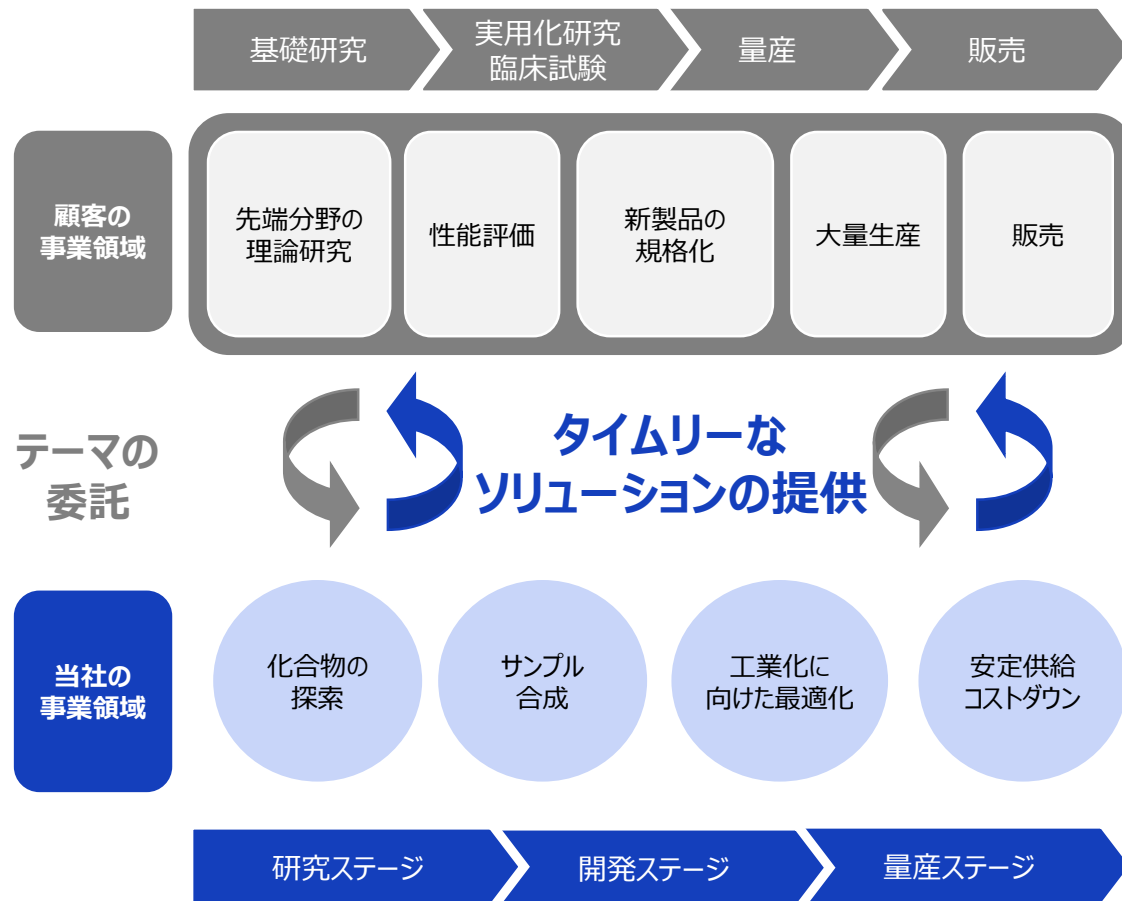 基礎研究
実用化研究
臨床試験
量産
販売
顧客の
事業領域
先端分野の
理論研究
性能評価
新製品の
規格化
大量生産
販売
テーマの
委託
タイムリーな
ソリューションの提供
当社の
事業領域
化合物の
探索
サンプル
合成
工業化に
向けた最適化
安定供給
コストダウン
研究ステージ
開発ステージ
量産ステージ